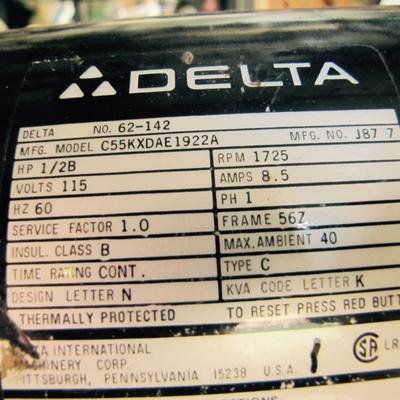 DELTA
DELTA NO. 62-142
MFG. MODEL C55KXDAE1922A MFG. NO. J87 7
HP 1/2B RPM 1725
VOLTS 115 AMPS 8.5
HZ 60 PH 1
SERVICE FACTOR 1.0 FRAME 56Z
INSUL. CLASS B MAX. AMBIENT 40
TIME RATING CONT. TYPE C
DESIGN LETTER N KVA CODE LETTER K
THERMALLY PROTECTED TO RESET PRESS RED BUTT
INTERNATIONAL
MACHINERY CORP.
PITTSBURGH, PENNSYLVANIA 15238 U.S.A. SA LR